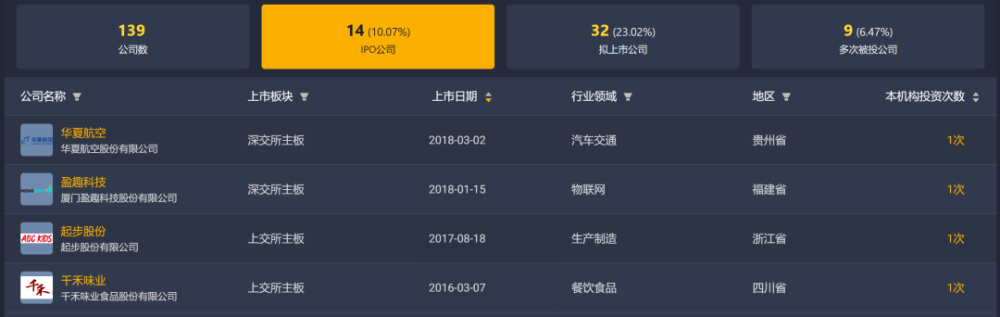 139
14 (10.07%)
32 (23.02%)
9 (6.47%)
公司数
IPO公司
拟上市公司
多次被投公司
公司名称 上市板块 上市日期 行业领域 地区 本机构投资次数
华夏航空
华夏航空股份有限公司
深交所主板 2018-03-02 汽车交通 贵州省 1次
盈趣科技
厦门盈趣科技股份有限公司
深交所主板 2018-01-15 物联网 福建省 1次
ABC KIDS
起步股份
起步股份有限公司
上交所主板 2017-08-18 生产制造 浙江省 1次
千禾
千禾味业
千禾味业食品股份有限公司
上交所主板 2016-03-07 餐饮食品 四川省 1次